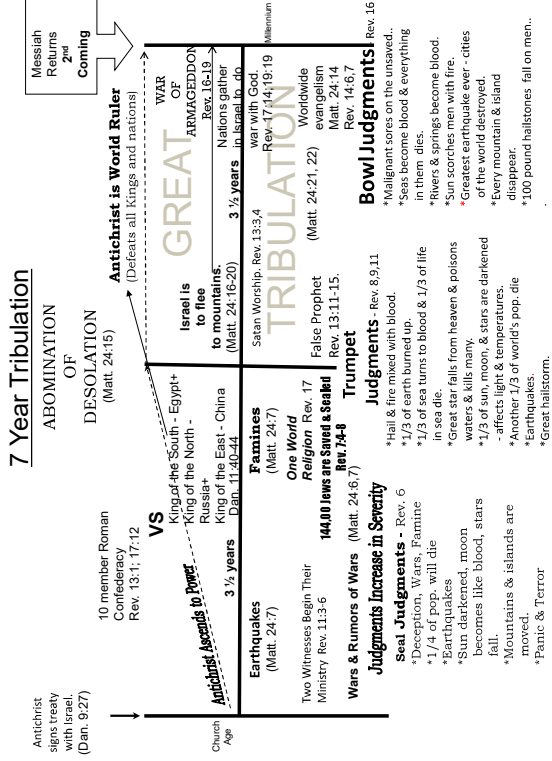 7 Year Tribulation
Antichrist
signs treaty
with Israel.
(Dan. 9:27)
10 member Roman
Confederacy
Rev. 13:1; 17:12
ABOMINATION
OF
DESOLATION
(Matt. 24:15)
Antichrist is World Ruler
(Defeats all Kings and nations)
Messiah
Returns
2nd
Coming
VS
King of the South - Egypt+
King of the North -
Russia+
King of the East - China
Dan. 11:40-44
Antichrist Ascends to Power
3 ½ years
Israel is
to flee
to mountains.
(Matt. 24:16-20)
GREAT
TRIBULATION
WAR
OF
ARMAGEDDON
Rev. 16-19
Nations gather
in Israel to do
war with God.
Rev. 17:14;19:19
3 ½ years
Church
Age
Millennium
Earthquakes
(Matt. 24:7)
Famines
(Matt. 24:7)
Satan Worship. Rev. 13:3,4
Two Witnesses Begin Their
Ministry Rev. 11:3-6
One World
Religion Rev. 17
144,00 Jews are Saved & Sealed
Rev. 7:4-8
False Prophet
Rev. 13:11-15.
(Matt. 24:21, 22)
Worldwide
evangelism
Matt. 24:14
Rev. 14:6,7
Wars & Rumors of Wars (Matt. 24:6,7)
Judgments Increase in Severity
Seal Judgments - Rev. 6
*Deception, Wars, Famine
*1/4 of pop. will die
*Earthquakes
*Sun darkened, moon
becomes like blood, stars
fall.
*Mountains & islands are
moved.
*Panic & Terror
Trumpet
Judgments - Rev. 8,9,11
*Hail & fire mixed with blood.
*1/3 of earth burned up.
*1/3 of sea turns to blood & 1/3 of life
in sea die.
*Great star falls from heaven & poisons
waters & kills many.
*1/3 of sun, moon, & stars are darkened
- affects light & temperatures.
*Another 1/3 of world's pop. die
*Earthquakes.
*Great hailstorm.
Bowl Judgments Rev. 16
*Malignant sores on the unsaved..
*Seas become blood & everything
in them dies.
*Rivers & springs become blood.
*Sun scorches men with fire.
*Greatest earthquake ever - cities
of the world destroyed.
*Every mountain & island
disappear.
*100 pound hailstones fall on men..
.